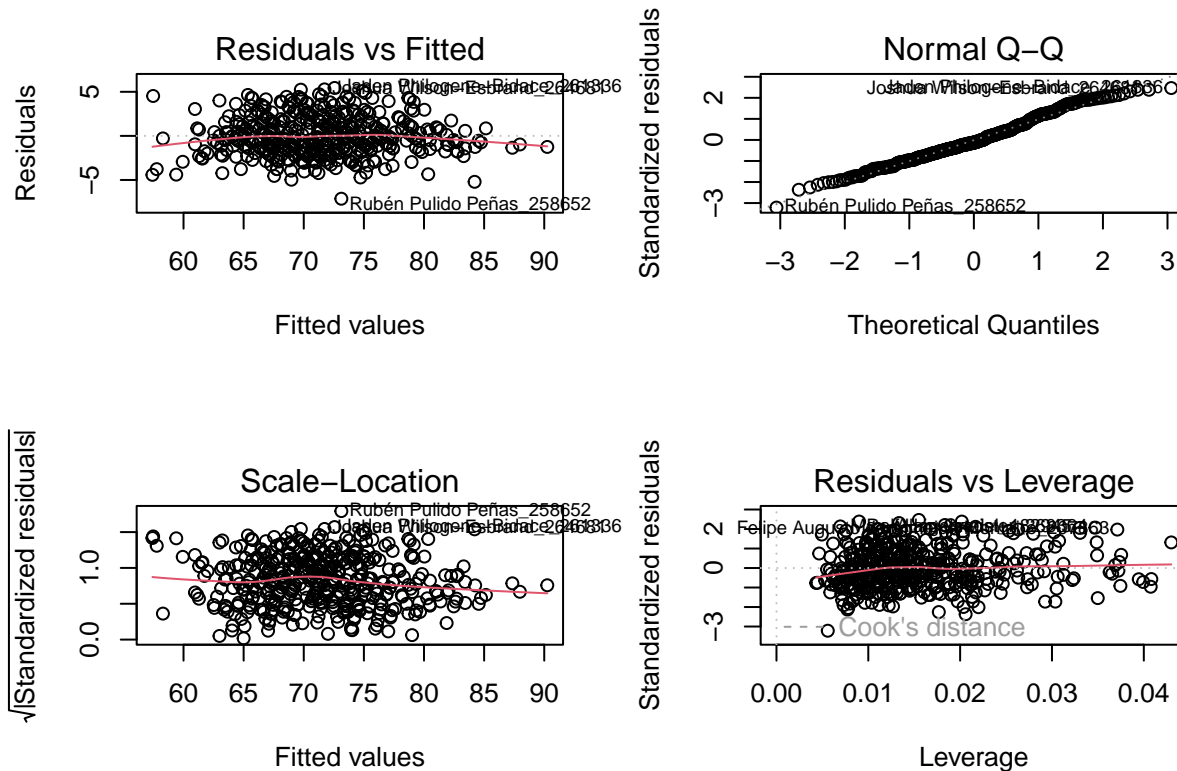 Residuals vs Fitted
Residuals
5
−5
Rubén Pulido Peñas_258652
60 65 70 75 80 85 90
Fitted values
Normal Q−Q
Standardized residuals
2
0
−3
Rubén Pulido Peñas_258652
−3 −2 −1 0 1 2 3
Theoretical Quantiles
Scale−Location
√|Standardized residuals|
1.0
0.0
Rubén Pulido Peñas_258652
60 65 70 75 80 85 90
Fitted values
Residuals vs Leverage
Standardized residuals
2
0
−3
Felipe
Cook's distance
0.00 0.01 0.02 0.03 0.04
Leverage